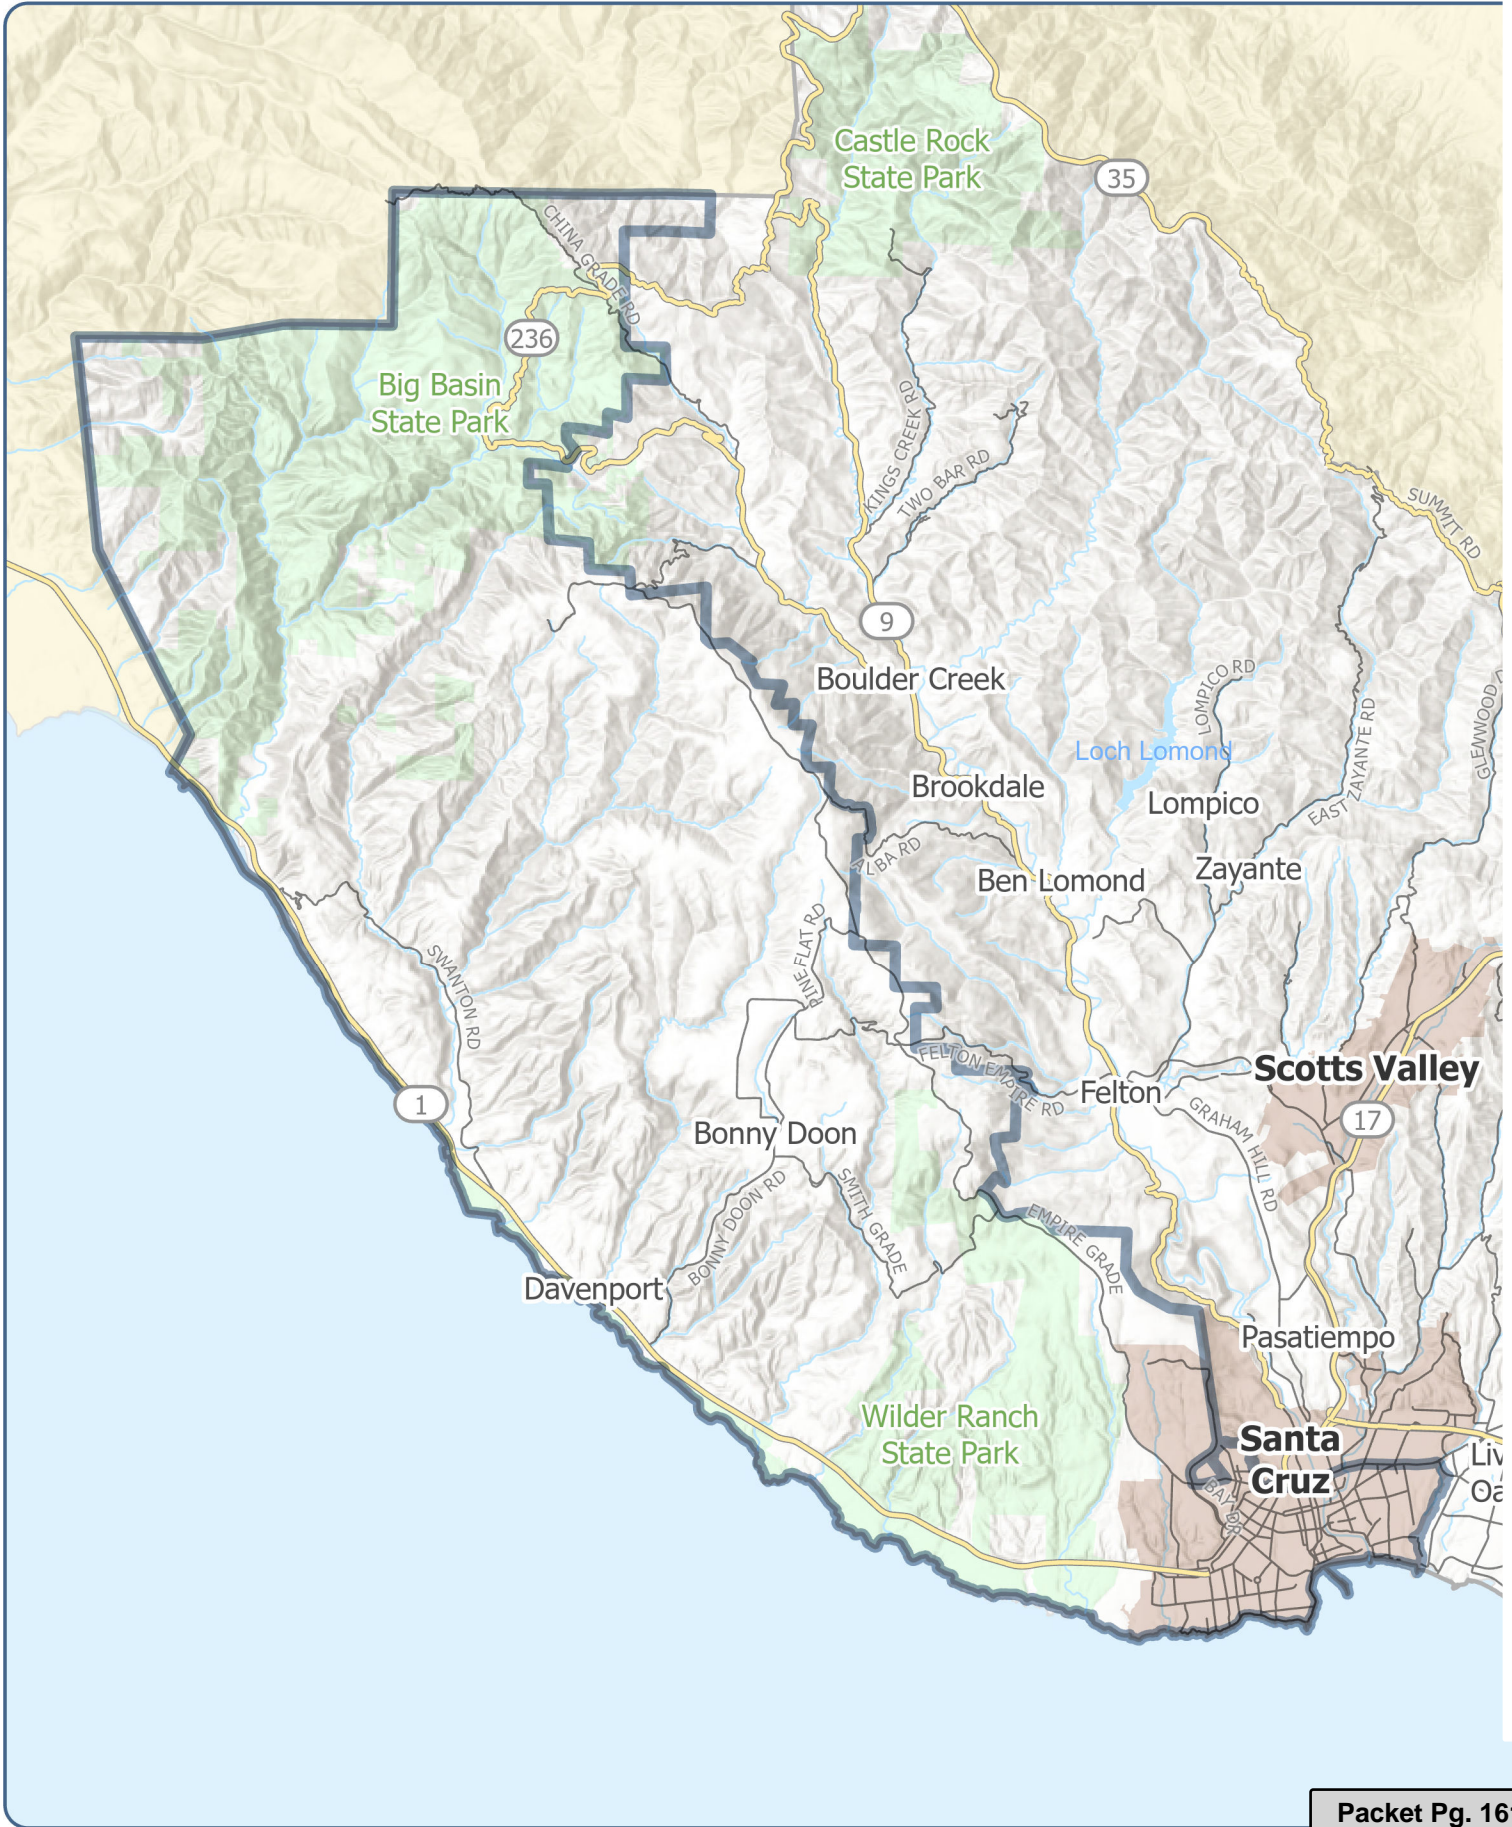 Castle Rock
State Park
35
CHINA GRADE RD
236
Big Basin
State Park
KINGS CREEK RD
TWO BAR RD
SUMMIT RD
9
Boulder Creek
LOMPICO RD
Loch Lomond
GLENWOOD
Brookdale
Lompico
EAST ZAYANTE RD
ALBA RD
Ben Lomond
Zayante
PINE FLAT RD
SWANTON RD
FELTON EMPIRE RD
Scotts Valley
Felton
1
GRAHAM HILL RD
17
Bonny Doon
BONNY DOON RD
SMITH GRADE
EMPIRE GRADE
Davenport
Pasatiempo
Wilder Ranch
State Park
Santa
Cruz
Liv
Oa
BAY DR
Packet Pg. 16